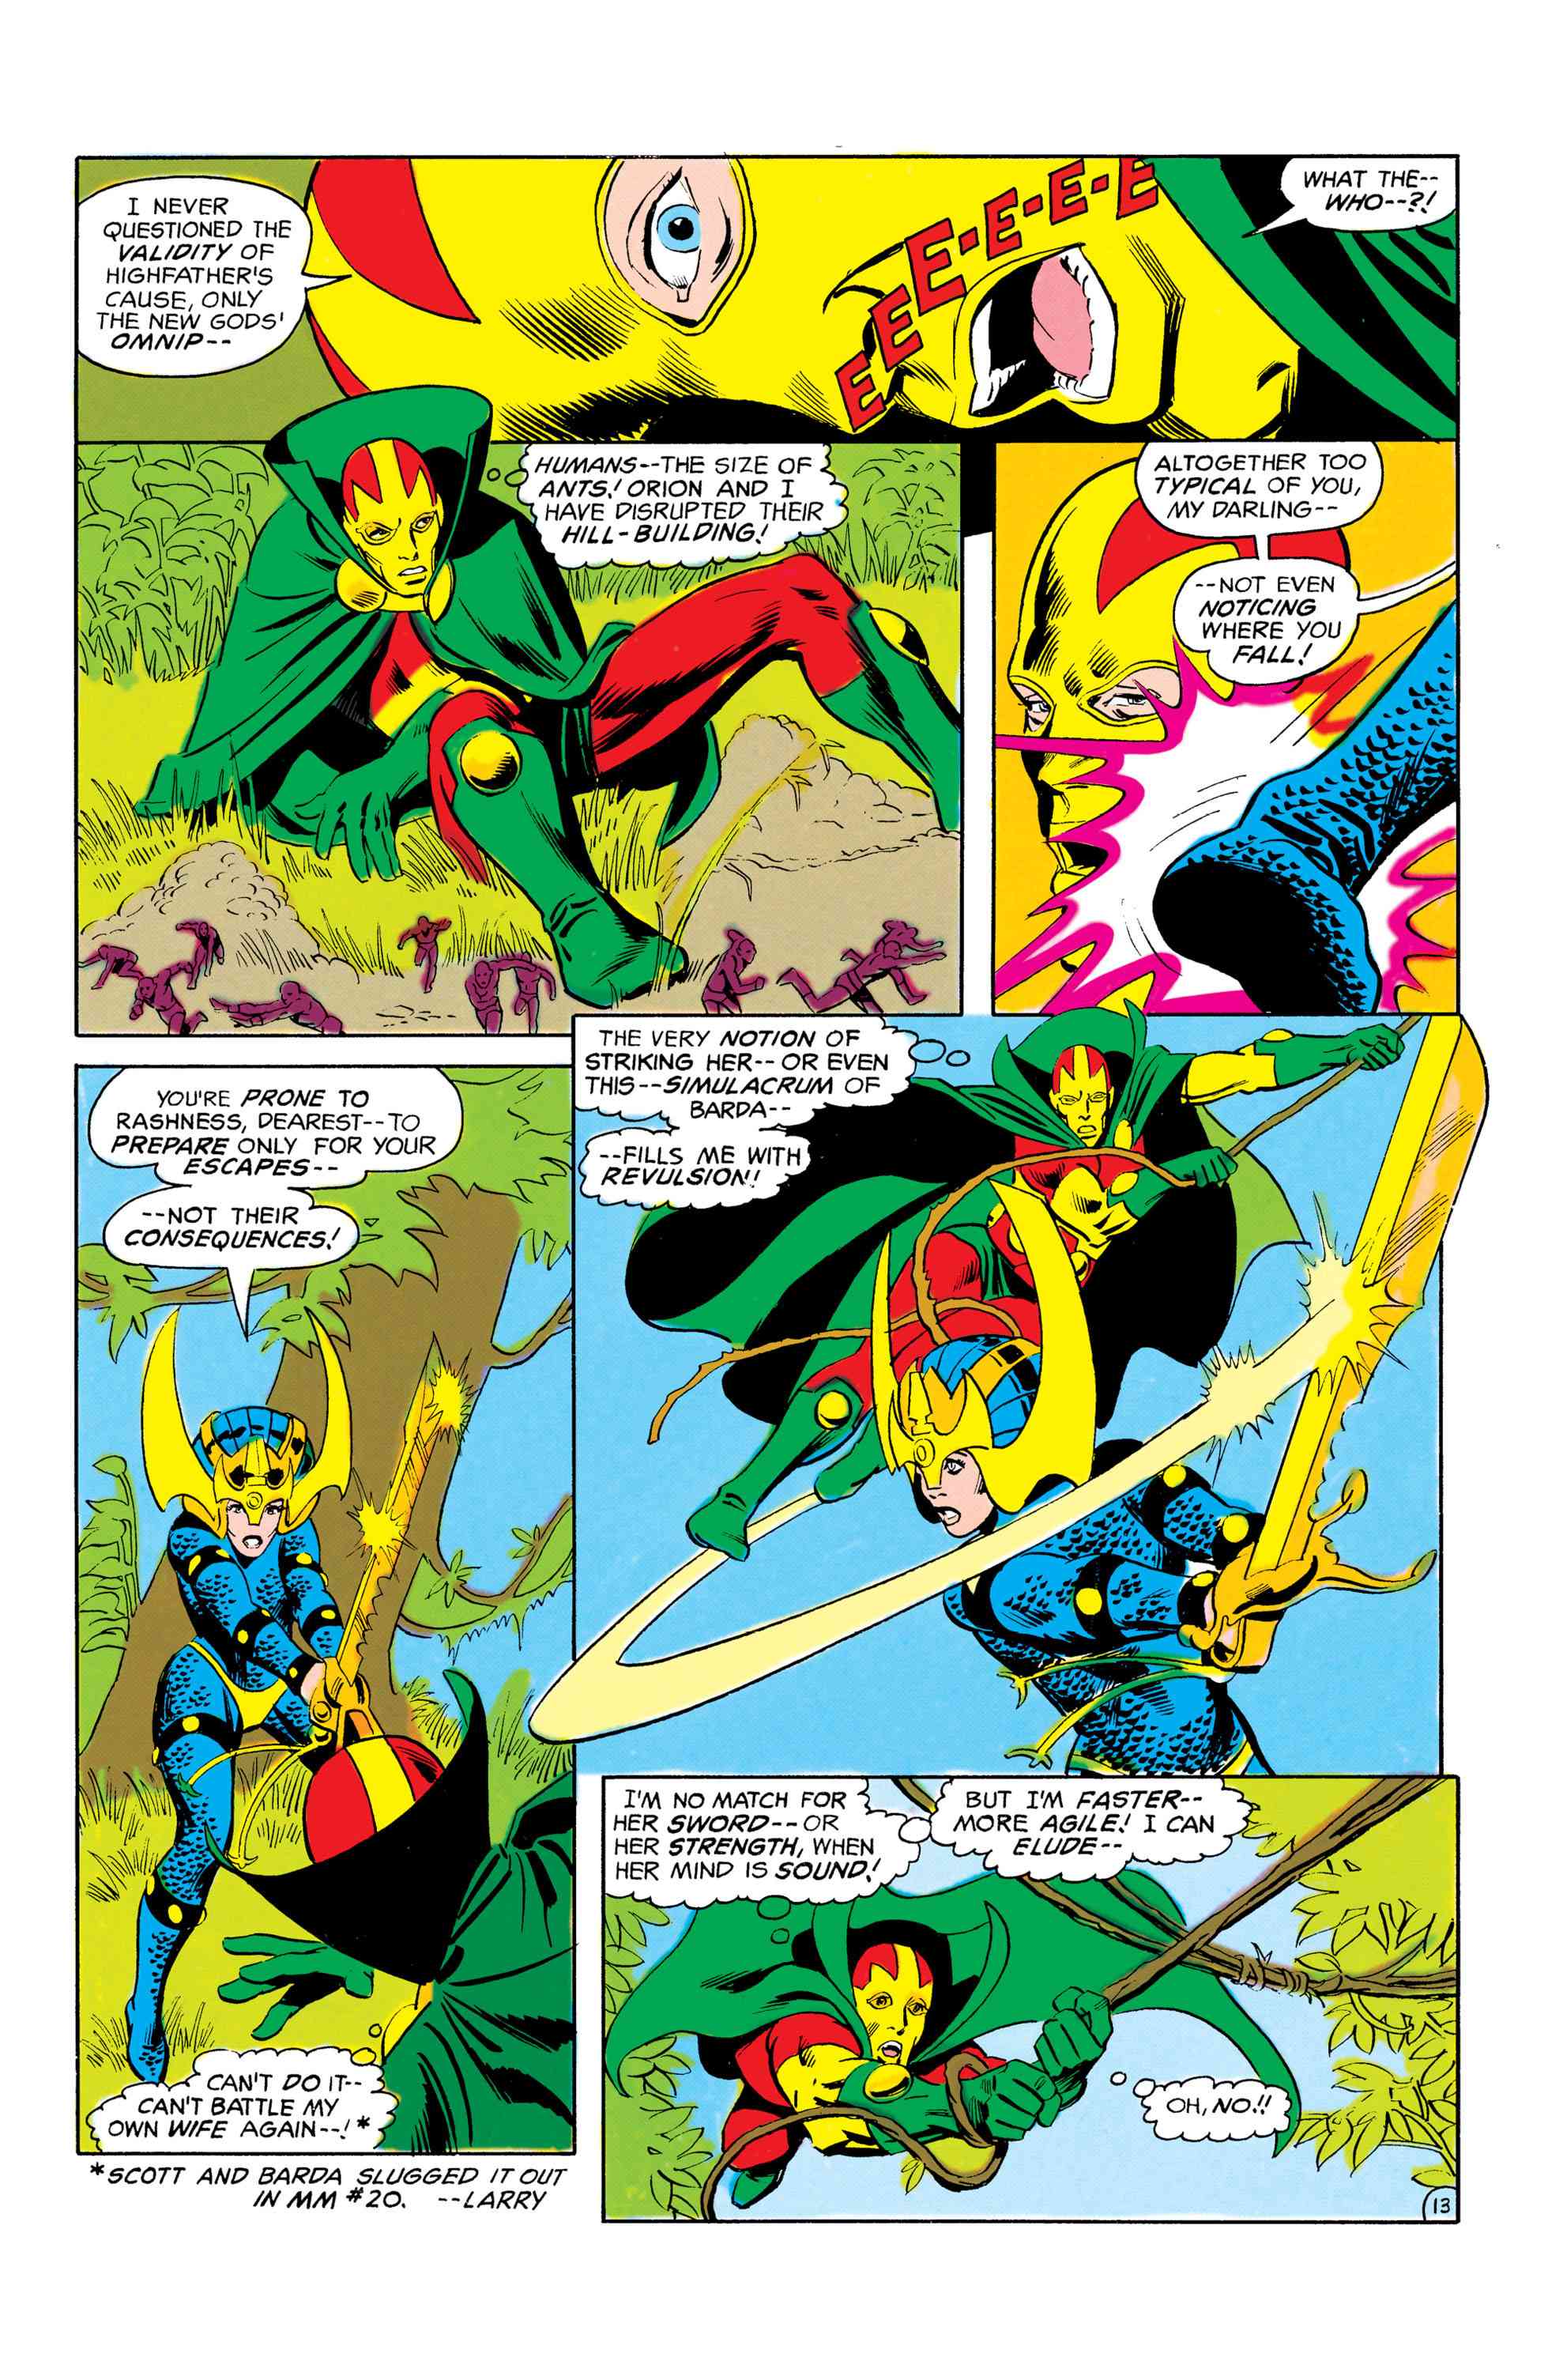 I NEVER
QUESTIONED THE
VALIDITY OF
HIGHFATHER'S
CAUSE, ONLY
THE NEW GODS'
OMNIP--
EEEE-E-E-E
WHAT THE--
WHO--?!
HUMANS--THE SIZE OF
ANTS! ORION AND I
HAVE DISRUPTED THEIR
HILL-BUILDING!
ALTOGETHER TOO
TYPICAL OF YOU,
MY DARLING--
--NOT EVEN
NOTICING
WHERE YOU
FALL!
YOU'RE PRONE TO
RASHNESS, DEAREST--TO
PREPARE ONLY FOR YOUR
ESCAPES--
--NOT THEIR
CONSEQUENCES!
CAN'T DO IT--
CAN'T BATTLE MY
OWN WIFE AGAIN--!*
*SCOTT AND BARDA SLUGGED IT OUT
IN MM #20. --LARRY
THE VERY NOTION OF
STRIKING HER--OR EVEN
THIS--SIMULACRUM OF
BARDA--
--FILLS ME WITH
REVULSION!
I'M NO MATCH FOR
HER SWORD--OR
HER STRENGTH, WHEN
HER MIND IS SOUND!
BUT I'M FASTER--
MORE AGILE! I CAN
ELUDE--
OH, NO!!
13